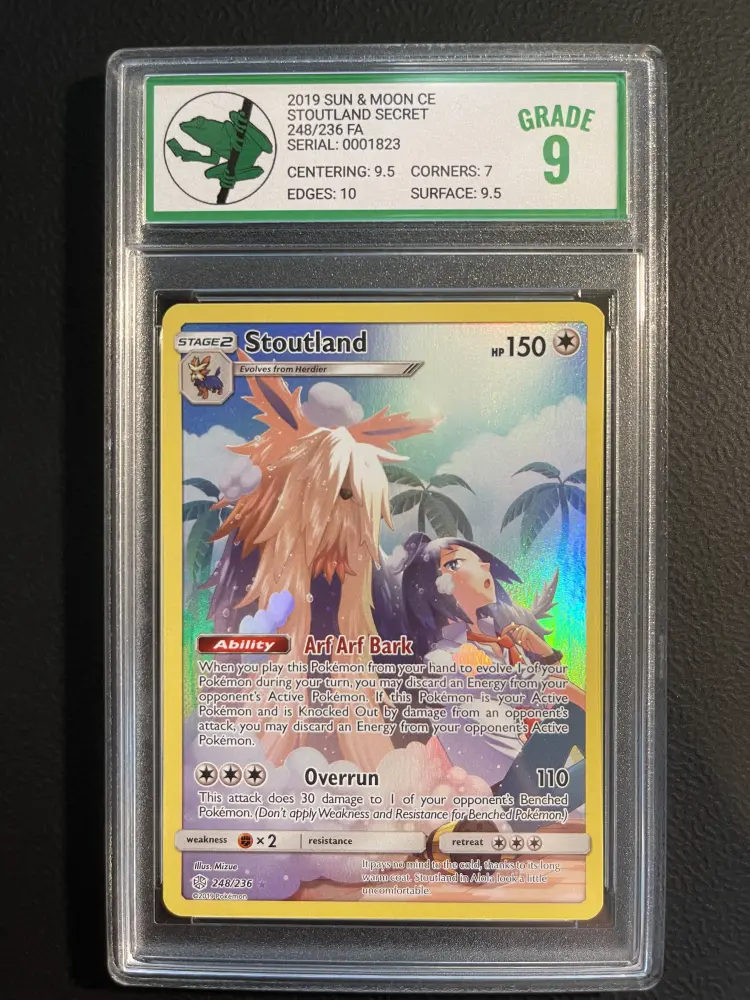 2019 SUN & MOON CE
STOUTLAND SECRET
248/236 FA
SERIAL: 0001823
CENTERING: 9.5 CORNERS: 7
EDGES: 10 SURFACE: 9.5
GRADE
9
STAGE2 Stoutland HP150
Evolves from Herdier
Ability Arf Arf Bark
When you play this Pokémon from your hand to evolve 1 of your
Pokémon during your turn, you may discard an Energy from your
opponent's Active Pokémon. If this Pokémon is your Active
Pokémon and is Knocked Out by damage from an opponent's
attack, you may discard an Energy from your opponent's Active
Pokémon.
Overrun 110
This attack does 30 damage to 1 of your opponent's Benched
Pokémon. (Don't apply Weakness and Resistance for Benched Pokémon.)
weakness ×2 resistance retreat
Illus. Mizue
248/236
©2019 Pokémon
It pays no mind to the cold, thanks to its long
warm coat. Stoutland in Alola look a little
uncomfortable.